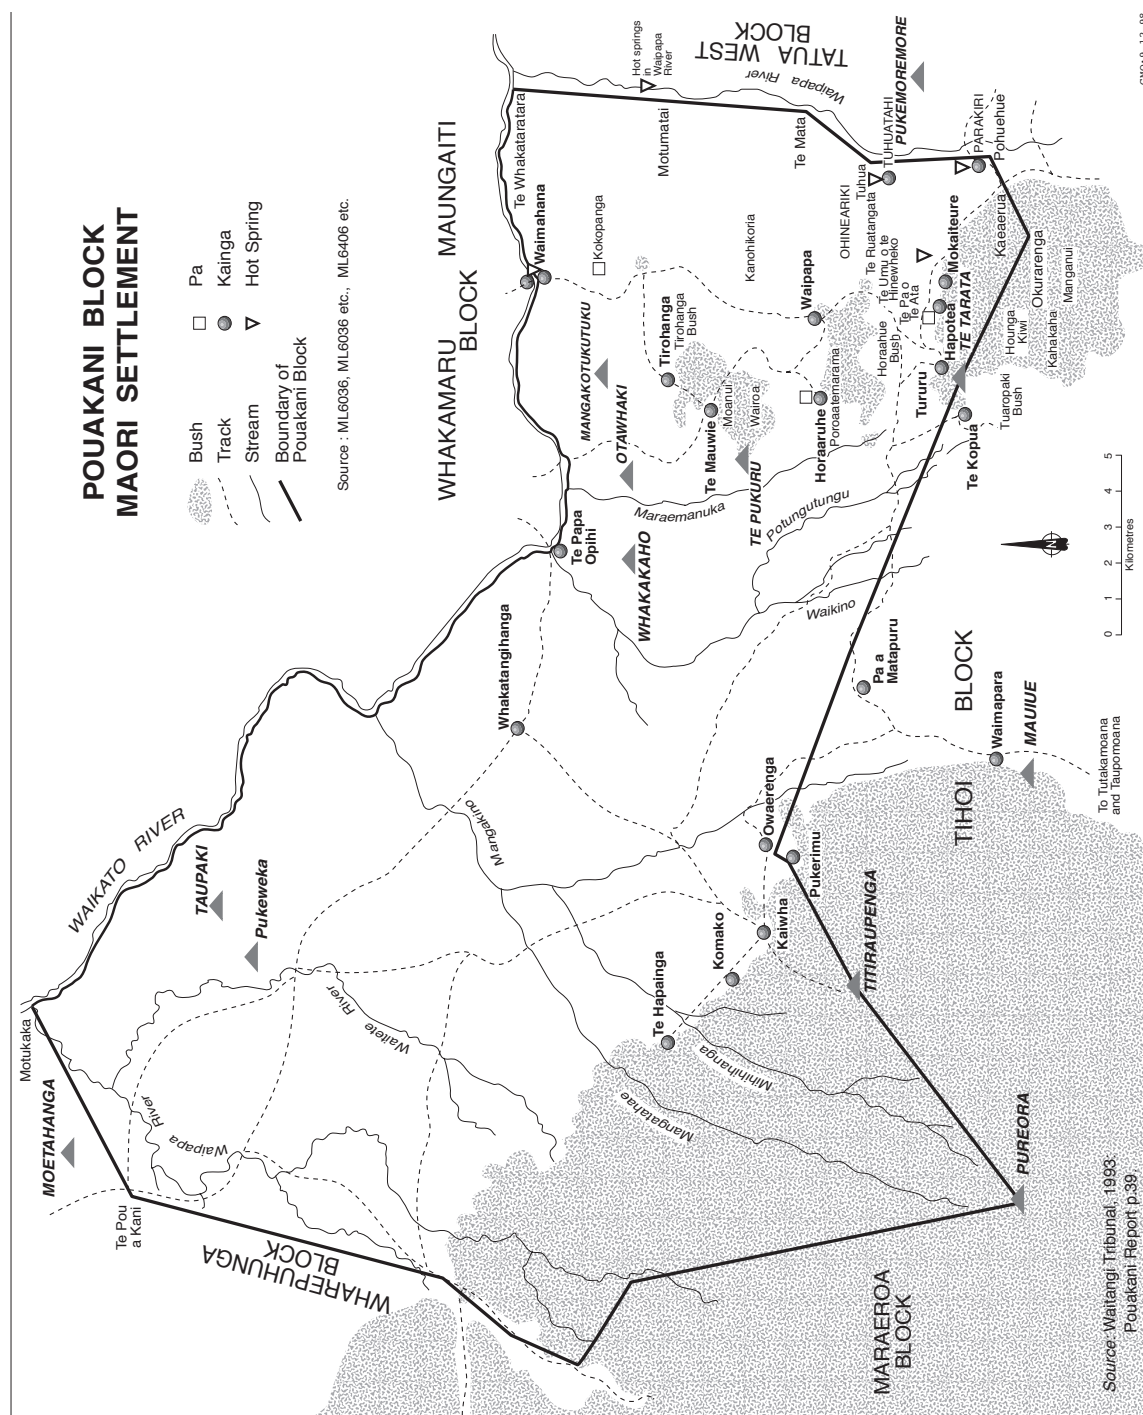 POUAKANI BLOCK
MAORI SETTLEMENT
Bush
Track
Stream
Boundary of
Pouakani Block
Pa
Kainga
Hot Spring
Source : ML6036, ML6036 etc., ML6406 etc.
WHAREPUHUNGA
BLOCK
MOETAHANGA
Motukaka
Te Pou
a Kani
Waipapa
River
WAIKATO RIVER
TAUPAKI
Pukeweka
Waitete
River
Mangakino
Whakatangihanga
Te Papa
Opihi
WHAKAMARU MAUNGAITI
BLOCK
Te Whakataratara
Waimahana
Kokopanga
MANGAKOTUKUTUKU
OTAWHAKI
WHAKAKAHO
Maraemanuka
Tirohanga
Tirohanga
Bush
Te Mauwie
Moanui
Wairoa
TE PUKURU
Potungutungu
Waikino
Motumatai
Kanohikoria
Te Mata
Waipapa
Hot springs
in
Waipapa
River
Waipapa River
TATUA WEST
BLOCK
PUKEMOREMORE
TUHUATAHI
Tuhua
OHINEARIKI
Te Ruatangata
Te Umu o te
Hinewheko
Te Pa o
Te Ata
PARAKIRI
Pohuehue
Mokaiteure
Kaeaerua
Hapotea
TE TARATA
Horaaruhe
Poroaatemarama
Horaahue
Bush
Tururu
Te Kopua
Tuaropaki
Bush
Hounga
Kiwi
Okurarenga
Kahakaha
Manganui
Te Hapainga
Komako
Kaiwha
Owaerenga
Pukerimu
Pa a
Matapuru
Waimapara
MAUIUE
TIHOI BLOCK
To Tutakamoana
and Taupomoana
TITIRAUPENGA
Mangatahae
Mihihanga
PUREORA
MARAEROA
BLOCK
N
0 1 2 3 4 5
Kilometres
Source: Waitangi Tribunal, 1993:
Pouakani Report p.39